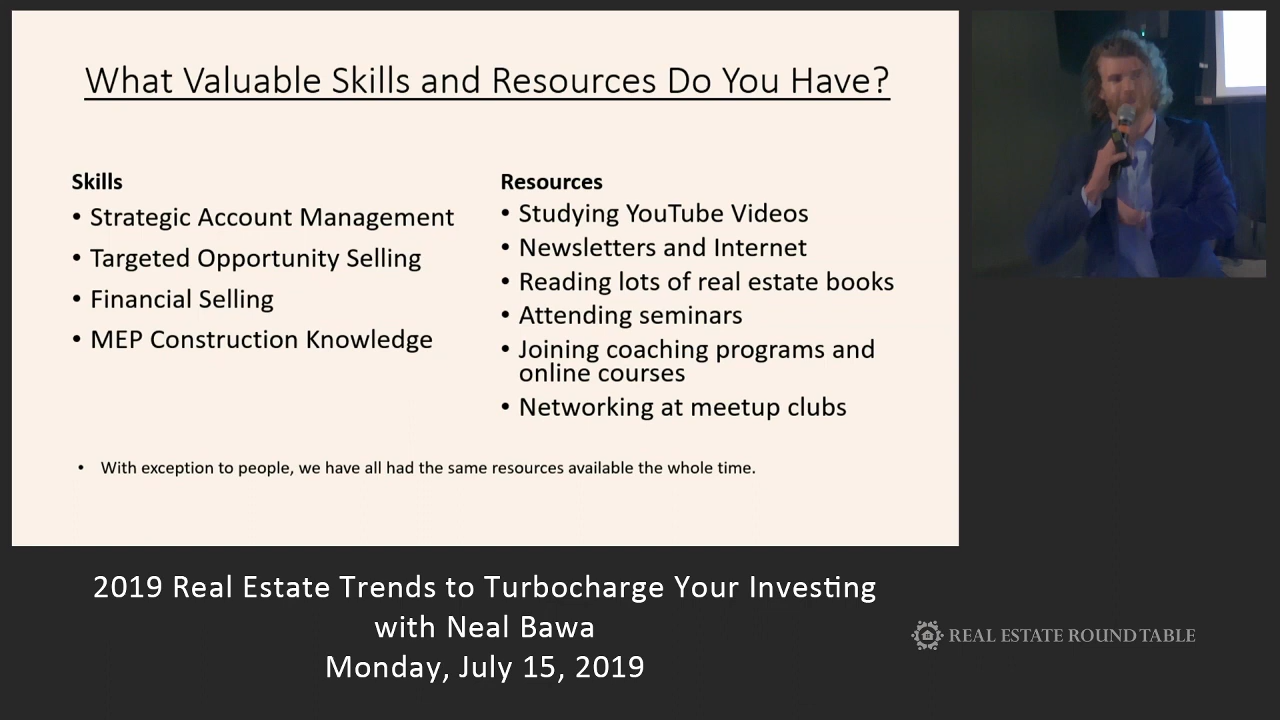 What Valuable Skills and Resources Do You Have?
Skills
• Strategic Account Management
• Targeted Opportunity Selling
• Financial Selling
• MEP Construction Knowledge
Resources
• Studying YouTube Videos
• Newsletters and Internet
• Reading lots of real estate books
• Attending seminars
• Joining coaching programs and
online courses
• Networking at meetup clubs
• With exception to people, we have all had the same resources available the whole time.
2019 Real Estate Trends to Turbocharge Your Investing
with Neal Bawa
Monday, July 15, 2019
REAL ESTATE ROUND TABLE